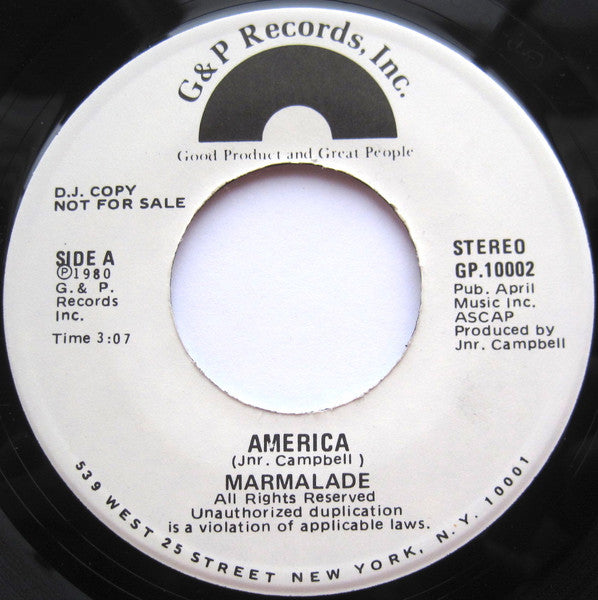 G&P Records, Inc.
Good Product and Great People
D.J. COPY
NOT FOR SALE
SIDE A
Ⓟ1980
G. & P.
Records
Inc.
Time 3:07
STEREO
GP.10002
Pub. April
Music Inc.
ASCAP
Produced by
Jnr. Campbell
AMERICA
(Jnr. Campbell )
MARMALADE
All Rights Reserved
Unauthorized duplication
is a violation of applicable laws.
539 WEST 25 STREET NEW YORK, N.Y. 10001